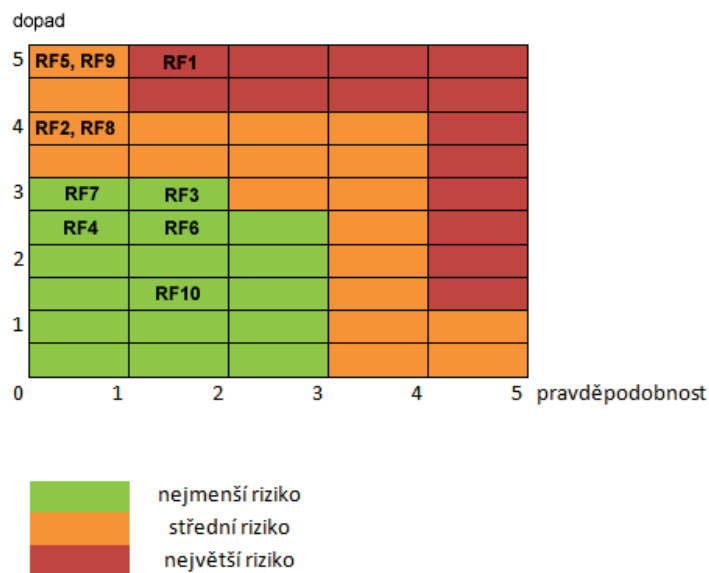 dopad
5 RF5, RF9 RF1
4 RF2, RF8
3 RF7 RF3
RF4 RF6
2
RF10
1
0 1 2 3 4 5 pravděpodobnost
nejmenší riziko
střední riziko
největší riziko